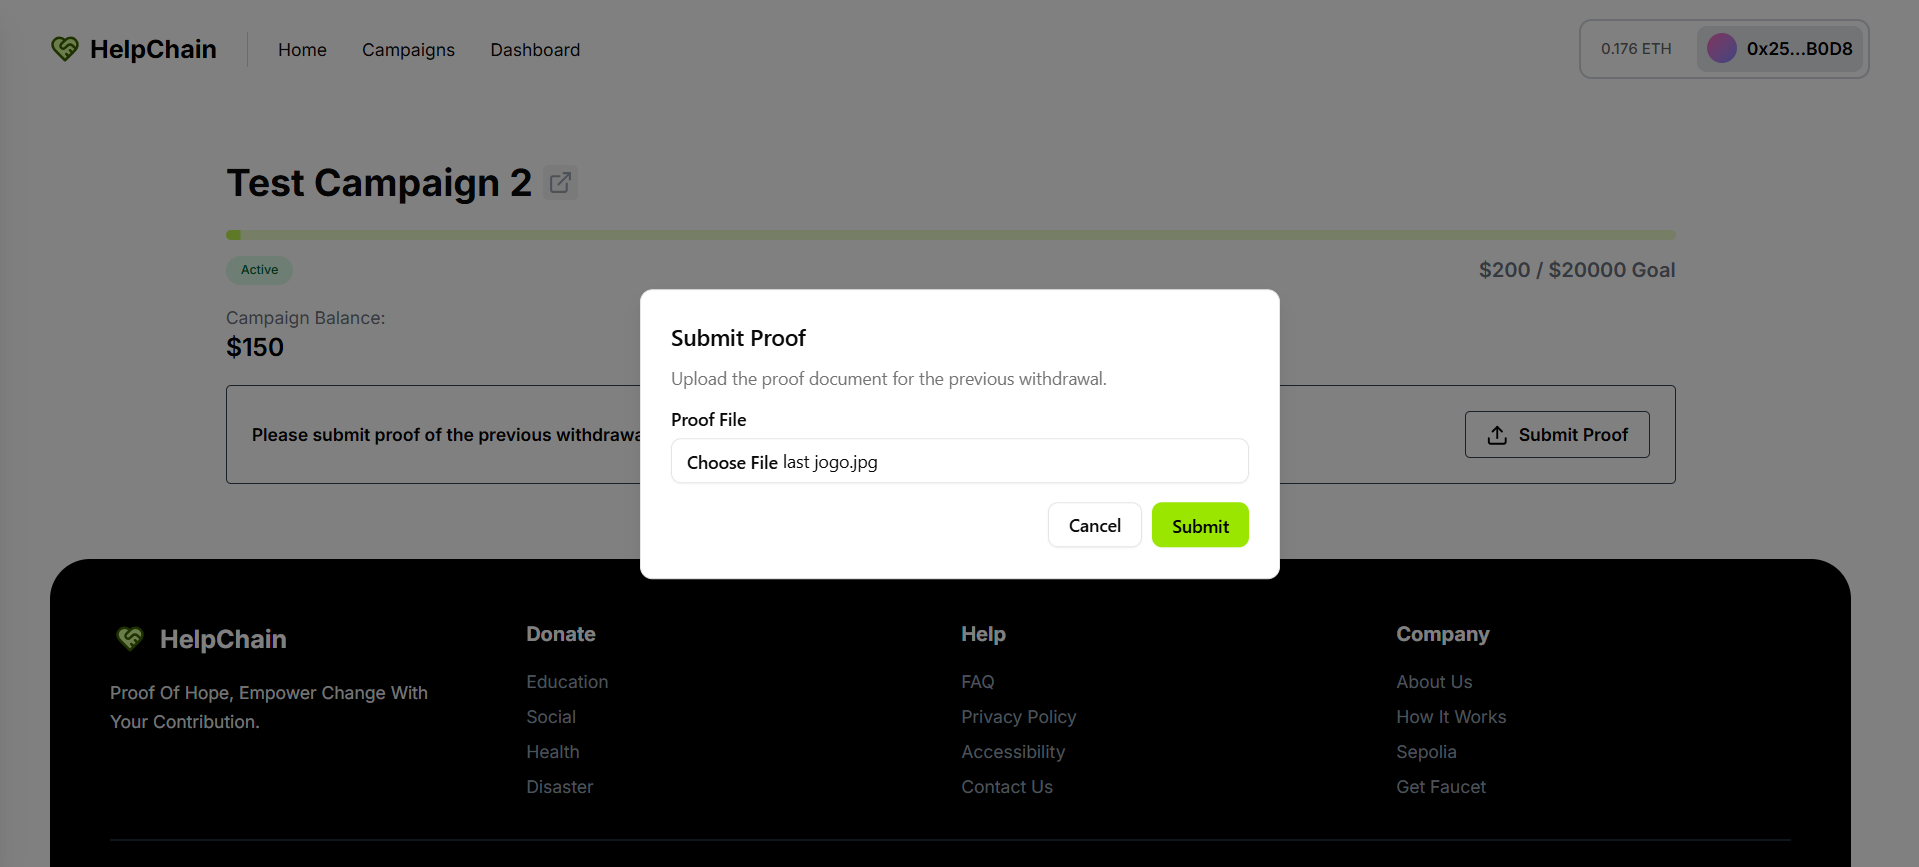 HelpChain
Home
Campaigns
Dashboard
0.176 ETH
0x25...B0D8
Test Campaign 2
Active
$200 / $20000 Goal
Campaign Balance:
$150
Please submit proof of the previous withdrawa
Submit Proof
Submit Proof
Upload the proof document for the previous withdrawal.
Proof File
Choose File last jogo.jpg
Cancel
Submit
HelpChain
Proof Of Hope, Empower Change With
Your Contribution.
Donate
Education
Social
Health
Disaster
Help
FAQ
Privacy Policy
Accessibility
Contact Us
Company
About Us
How It Works
Sepolia
Get Faucet